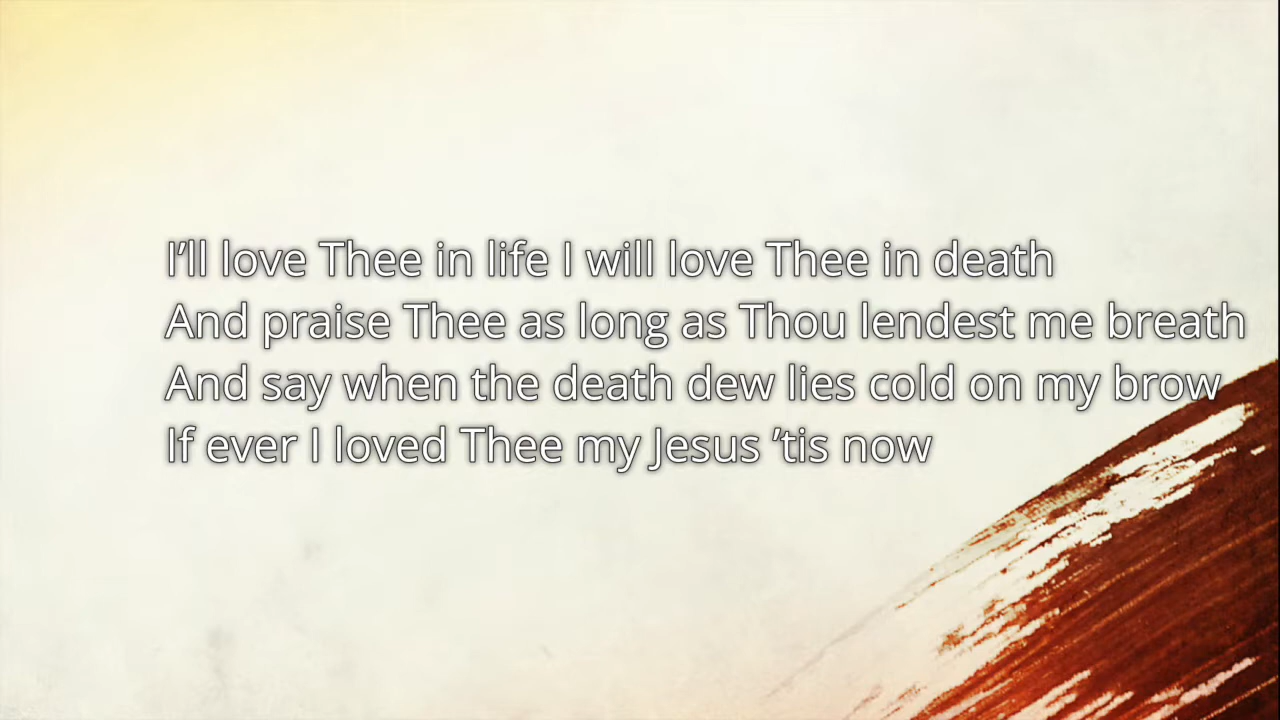 I’ll love Thee in life I will love Thee in death
And praise Thee as long as Thou lendest me breath
And say when the death dew lies cold on my brow
If ever I loved Thee my Jesus ’tis now